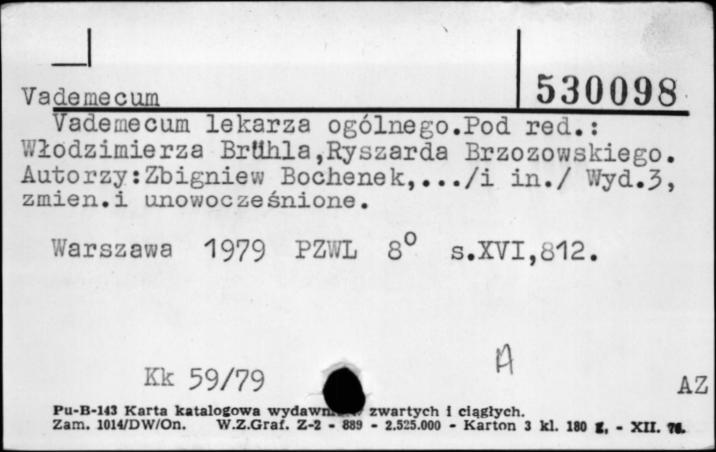 530098
Vademecum
Vademecum lekarza ogólnego.Pod red.:
Włodzimierza Brühla,Ryszarda Brzozowskiego.
Autorzy:Zbigniew Bochenek,.../i in./ Wyd.3,
zmien.i unowocześnione.
Warszawa 1979 PZWL 8° s.XVI,812.
A
Kk 59/79
AZ
Pu-B-143 Karta katalogowa zwartych i ciągłych.
Zam. 1014/DW/On. W.Z.Graf. Z-2 - 889 - 2.525.000 - Karton 3 kl. 180 - XII.